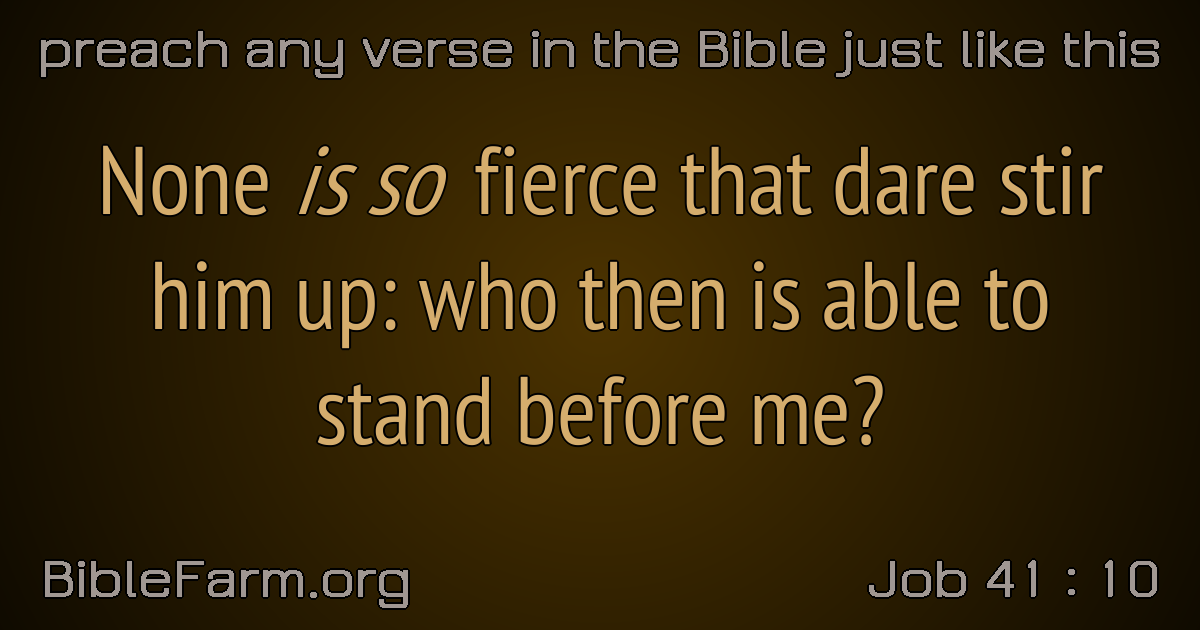 preach any verse in the Bible just like this
None is so fierce that dare stir
him up: who then is able to
stand before me?
BibleFarm.org
Job 41 : 10